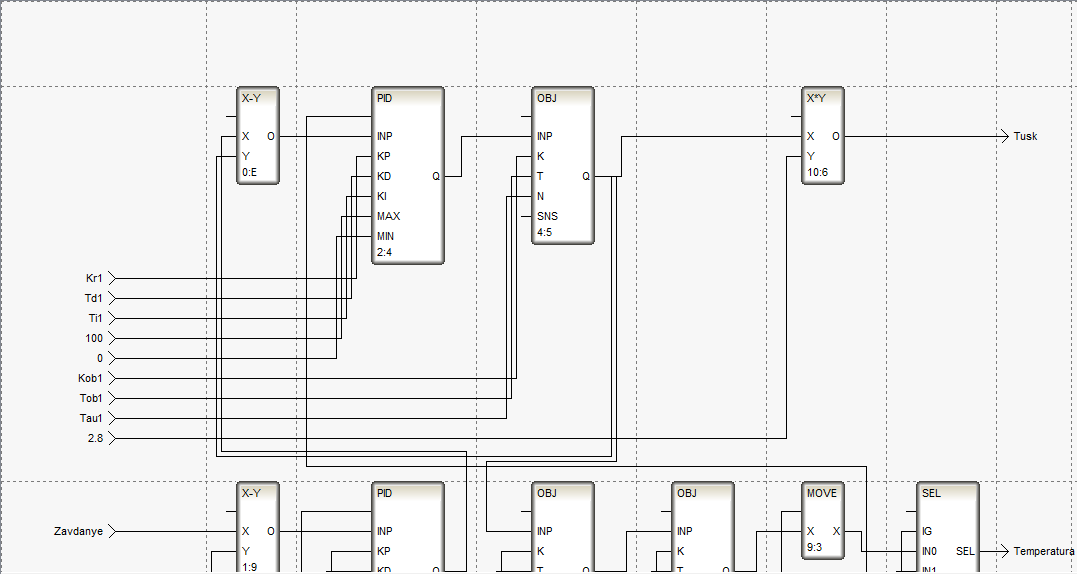 X-Y
X O
Y
0:E
PID
INP
KP
KD Q
KI
MAX
MIN
2:4
OBJ
INP
K
T Q
N
SNS
4:5
X*Y
X O
Y
10:6
Tusk
Kr1
Td1
Ti1
100
0
Kob1
Tob1
Tau1
2.8
Zavdanye
X-Y
X O
Y
1:9
PID
INP
KP
KD Q
OBJ
INP
K
T Q
OBJ
INP
K
T Q
MOVE
X X
9:3
SEL
IG
IN0 SEL
IN1
Temperatura